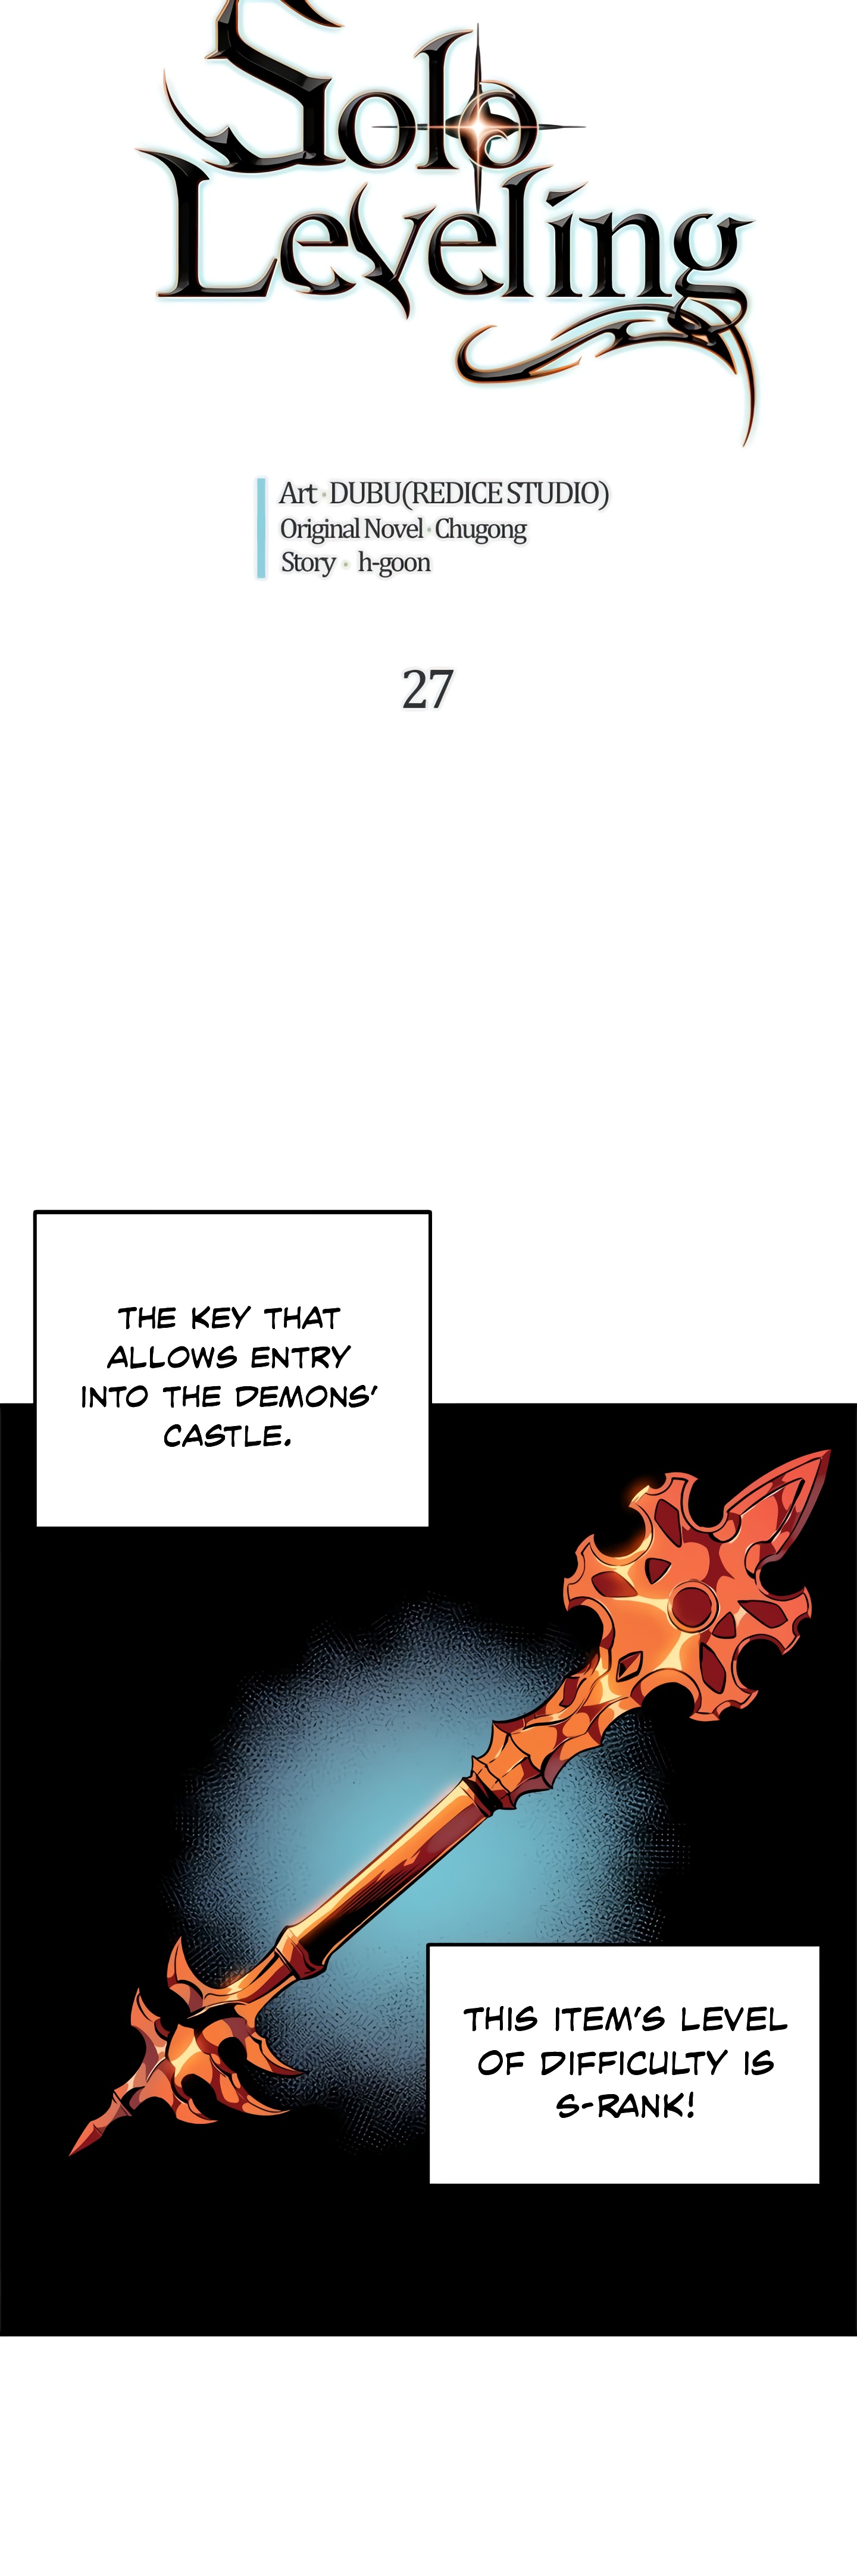 Solo
Leveling
Art · DUBU(REDICE STUDIO)
Original Novel · Chugong
Story · h-goon
27
THE KEY THAT
ALLOWS ENTRY
INTO THE DEMONS'
CASTLE.
THIS ITEM'S LEVEL
OF DIFFICULTY IS
S-RANK!